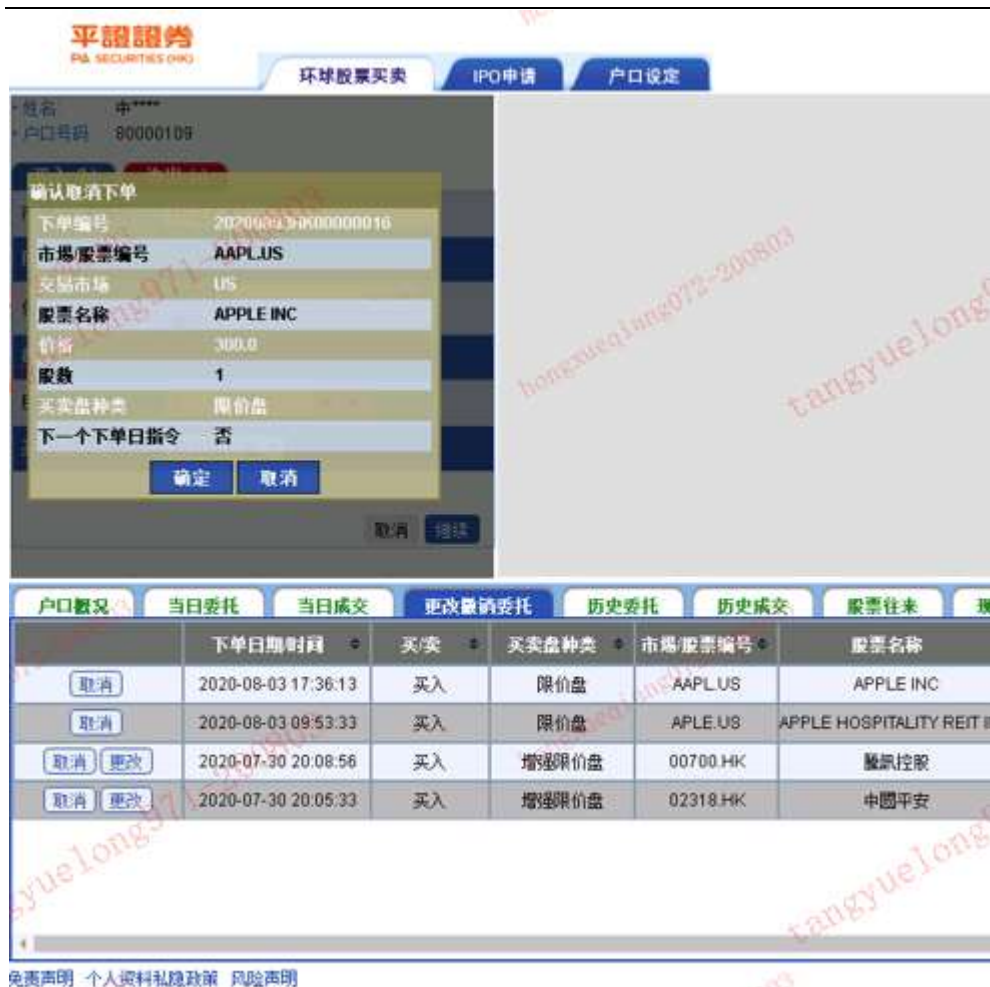 平證證券
PA SECURITIES (HK)
环球股票买卖 IPO申请 户口设定
姓名 中****
户口号码 80000109
确认取消下单
下单编号
市場/股票编号 AAPL.US
交易市场 US
股票名称 APPLE INC
价格 300.0
股数 1
买卖盘种类 限价盘
下一个下单日指令 否
确定 取消
取消 继续
户口概况 当日委托 当日成交 更改撤销委托 历史委托 历史成交 股票往来
下单日期/时间 买/卖 买卖盘种类 市場/股票编号 股票名称
取消 2020-08-03 17:36:13 买入 限价盘 AAPL.US APPLE INC
取消 2020-08-03 09:53:33 买入 限价盘 APLE.US APPLE HOSPITALITY REIT
取消 更改 2020-07-30 20:08:56 买入 增强限价盘 00700.HK 騰訊控股
取消 更改 2020-07-30 20:05:33 买入 增强限价盘 02318.HK 中國平安
免责声明 个人资料私隐政策 风险声明
hongxueqiang072-200803
tangyuelong9